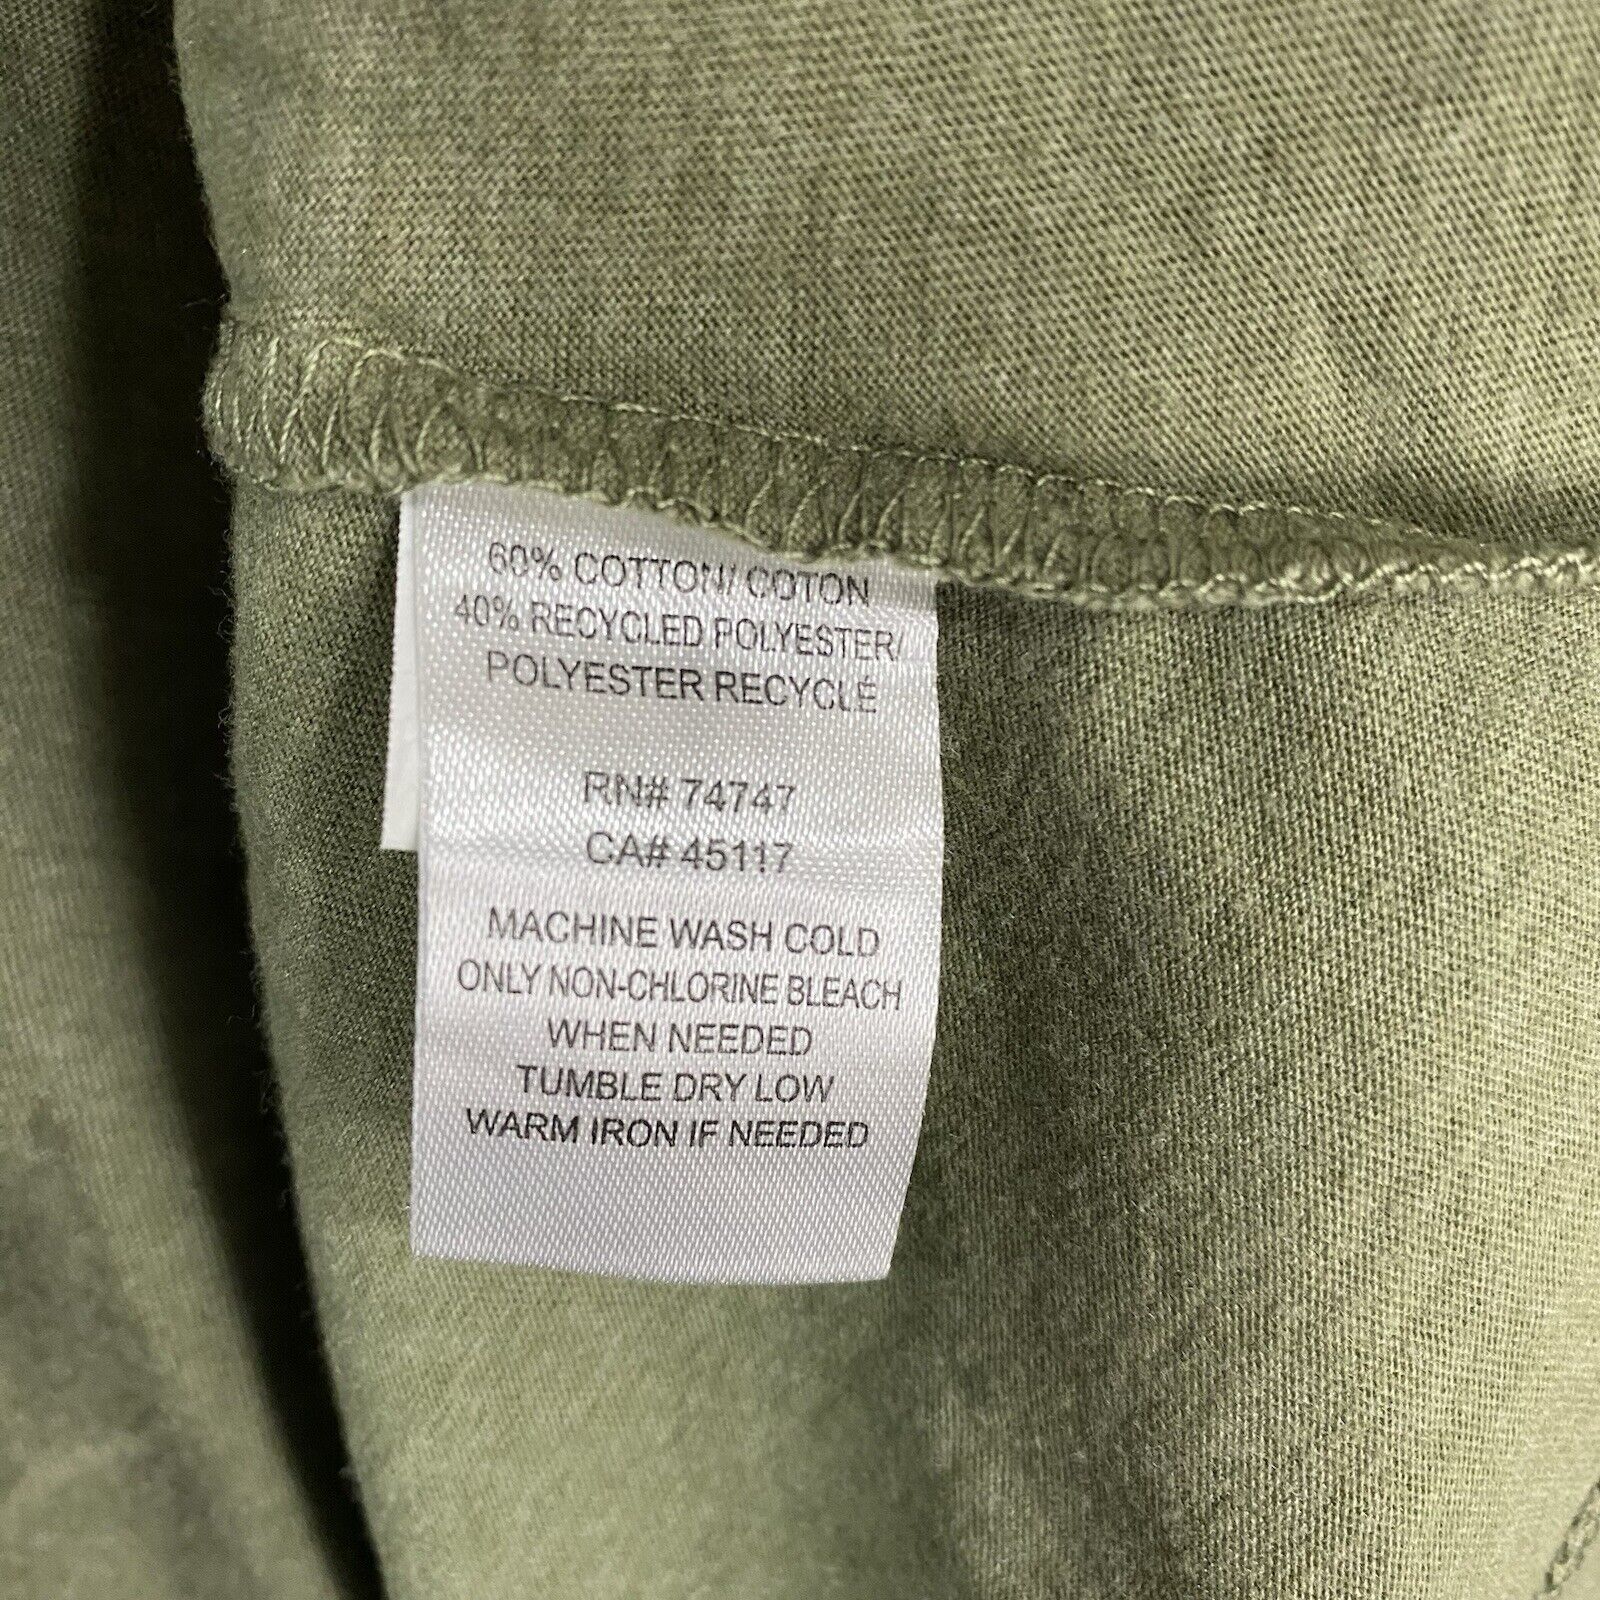 60% COTTON/ COTON
40% RECYCLED POLYESTER/
POLYESTER RECYCLÉ
RN# 74747
CA# 45117
MACHINE WASH COLD
ONLY NON-CHLORINE BLEACH
WHEN NEEDED
TUMBLE DRY LOW
WARM IRON IF NEEDED